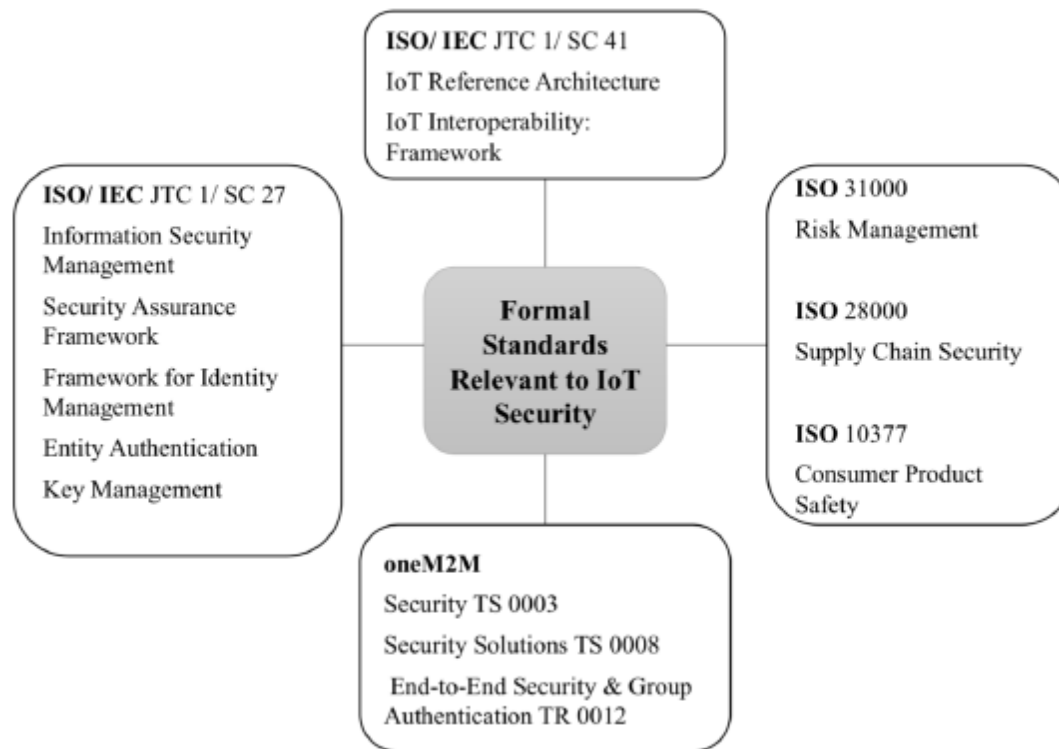 ISO/ IEC JTC 1/ SC 41
IoT Reference Architecture
IoT Interoperability:
Framework
ISO/ IEC JTC 1/ SC 27
Information Security
Management
Security Assurance
Framework
Framework for Identity
Management
Entity Authentication
Key Management
Formal
Standards
Relevant to IoT
Security
ISO 31000
Risk Management
ISO 28000
Supply Chain Security
ISO 10377
Consumer Product
Safety
oneM2M
Security TS 0003
Security Solutions TS 0008
End-to-End Security & Group
Authentication TR 0012